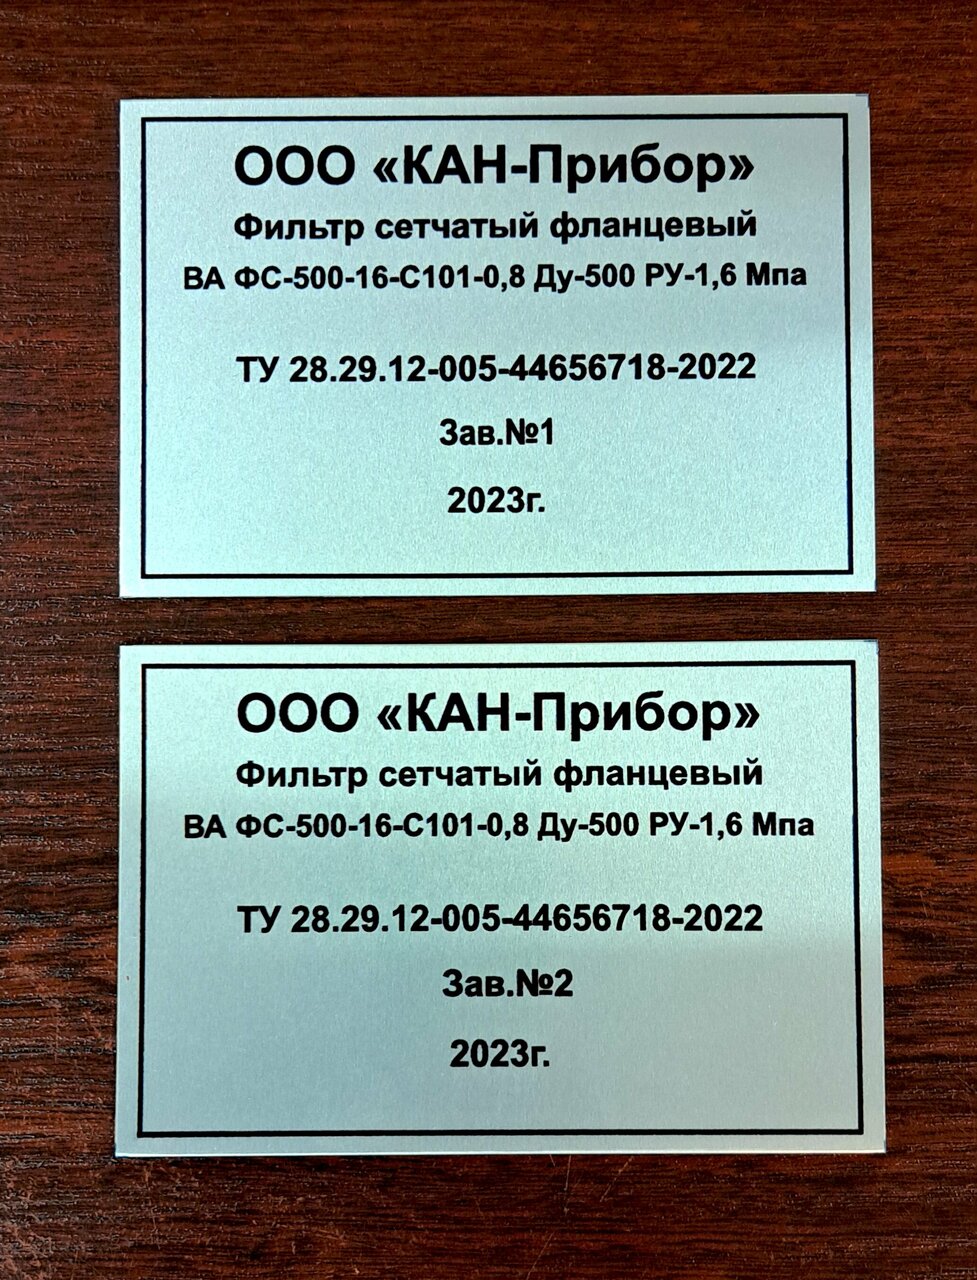 ООО «КАН-Прибор»
Фильтр сетчатый фланцевый
ВА ФС-500-16-С101-0,8 Ду-500 РУ-1,6 Мпа
ТУ 28.29.12-005-44656718-2022
Зав.№1
2023г.
ООО «КАН-Прибор»
Фильтр сетчатый фланцевый
ВА ФС-500-16-С101-0,8 Ду-500 РУ-1,6 Мпа
ТУ 28.29.12-005-44656718-2022
Зав.№2
2023г.